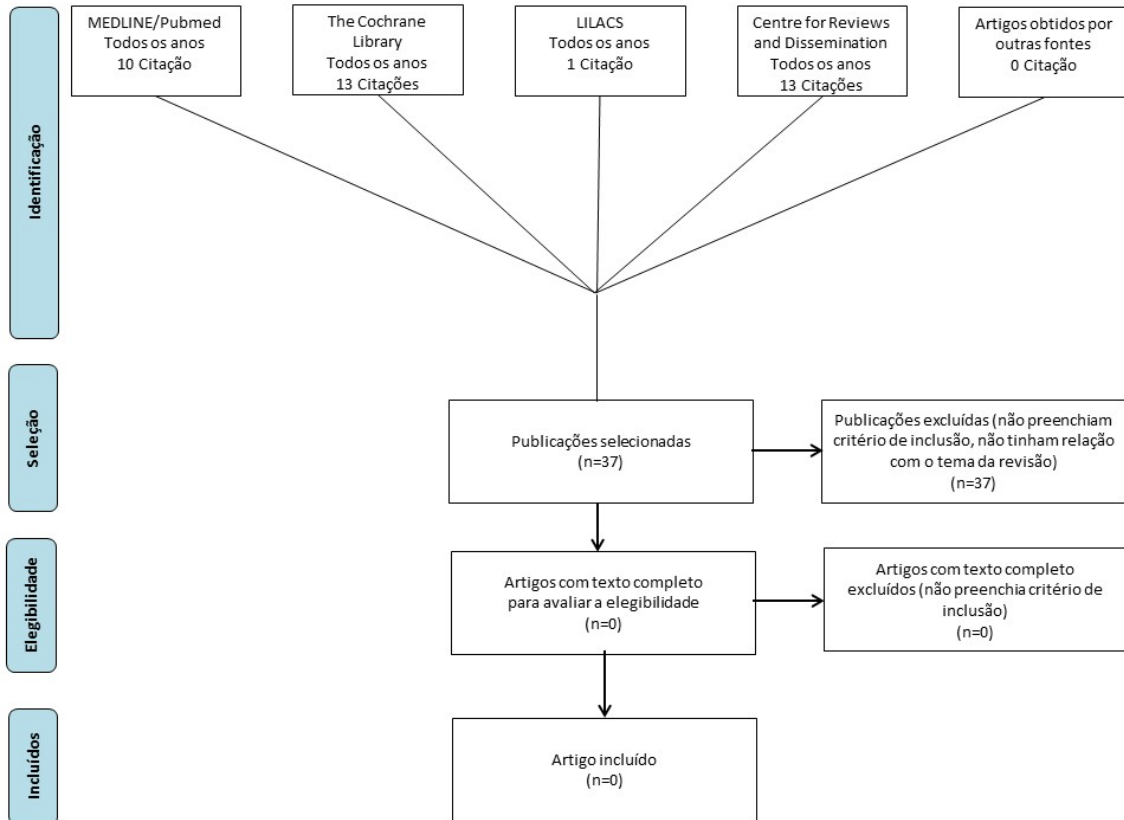 MEDLINE/Pubmed
Todos os anos
10 Citação
The Cochrane
Library
Todos os anos
13 Citações
LILACS
Todos os anos
1 Citação
Centre for Reviews
and Dissemination
Todos os anos
13 Citações
Artigos obtidos por
outras fontes
0 Citação
Identificação
Seleção
Publicações selecionadas
(n=37)
Publicações excluídas (não preenchiam
critério de inclusão, não tinham relação
com o tema da revisão)
(n=37)
Elegibilidade
Artigos com texto completo
para avaliar a elegibilidade
(n=0)
Artigos com texto completo
excluídos (não preenchia critério de
inclusão)
(n=0)
Incluídos
Artigo incluído
(n=0)